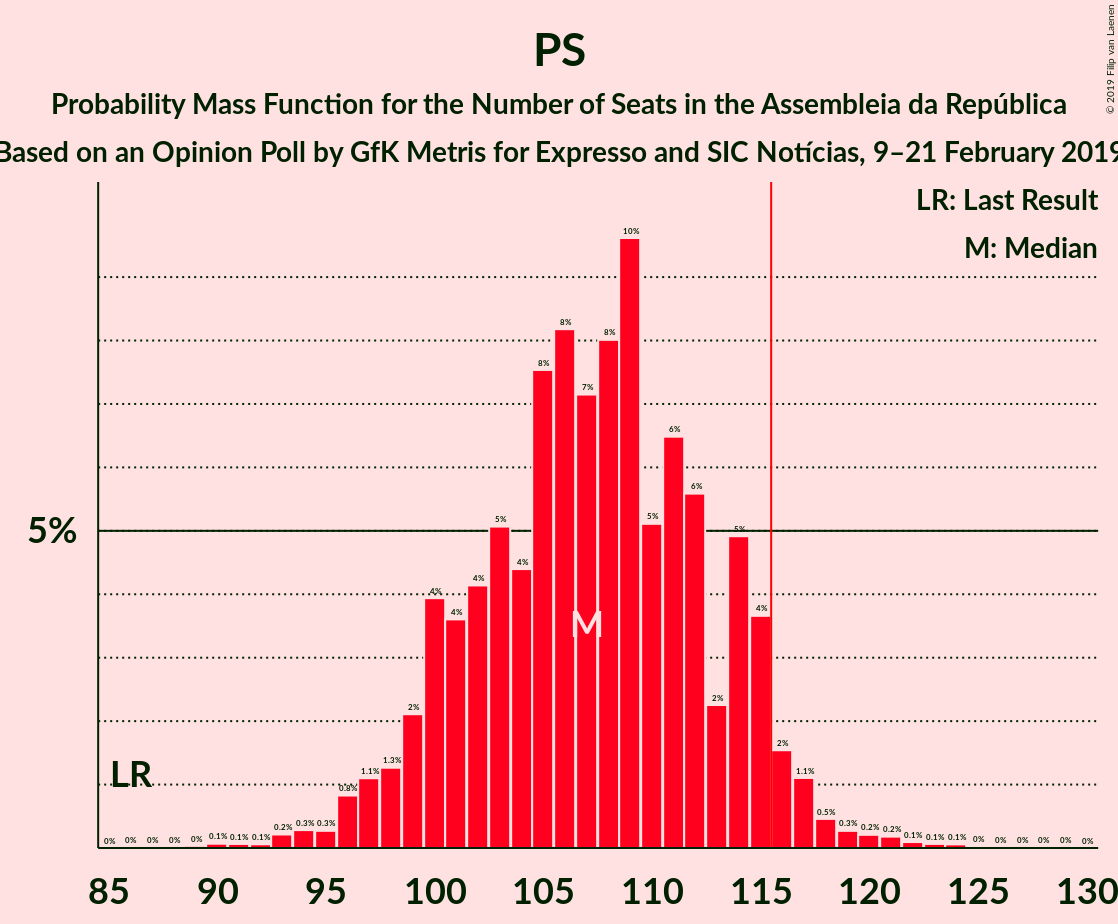 PS
Probability Mass Function for the Number of Seats in the Assembleia da República
Based on an Opinion Poll by GfK Metris for Expresso and SIC Notícias, 9–21 February 2019
© 2019 Filip van Laenen
LR: Last Result
M: Median
5%
LR
M
0% 0% 0% 0% 0% 0.1% 0.1% 0.1% 0.2% 0.3% 0.3% 0.8% 1.1% 1.3% 2% 4% 4% 4% 5% 4% 8% 8% 7% 8% 10% 5% 6% 6% 2% 5% 4% 2% 1.1% 0.5% 0.3% 0.2% 0.2% 0.1% 0.1% 0.1% 0% 0% 0% 0% 0% 0%
85 90 95 100 105 110 115 120 125 130